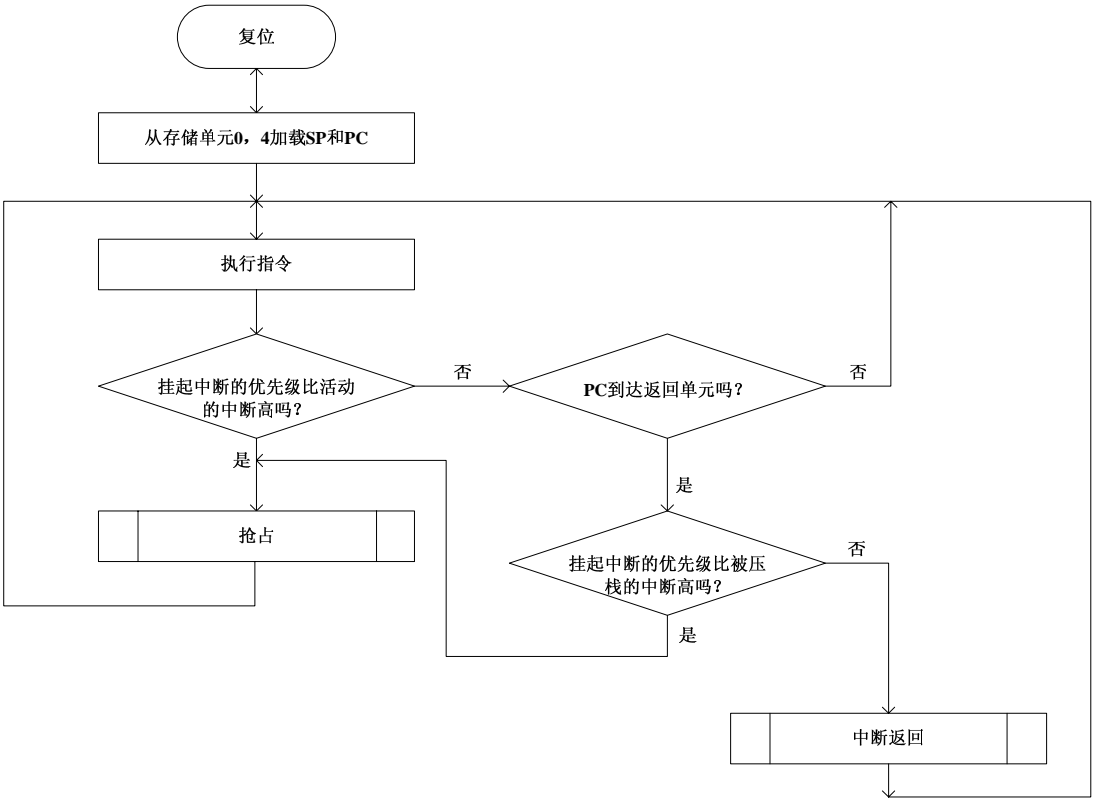 复位
从存储单元0，4加载SP和PC
执行指令
挂起中断的优先级比活动
的中断高吗？
否
PC到达返回单元吗？
否
是
抢占
是
挂起中断的优先级比被压
栈的中断高吗？
否
是
中断返回